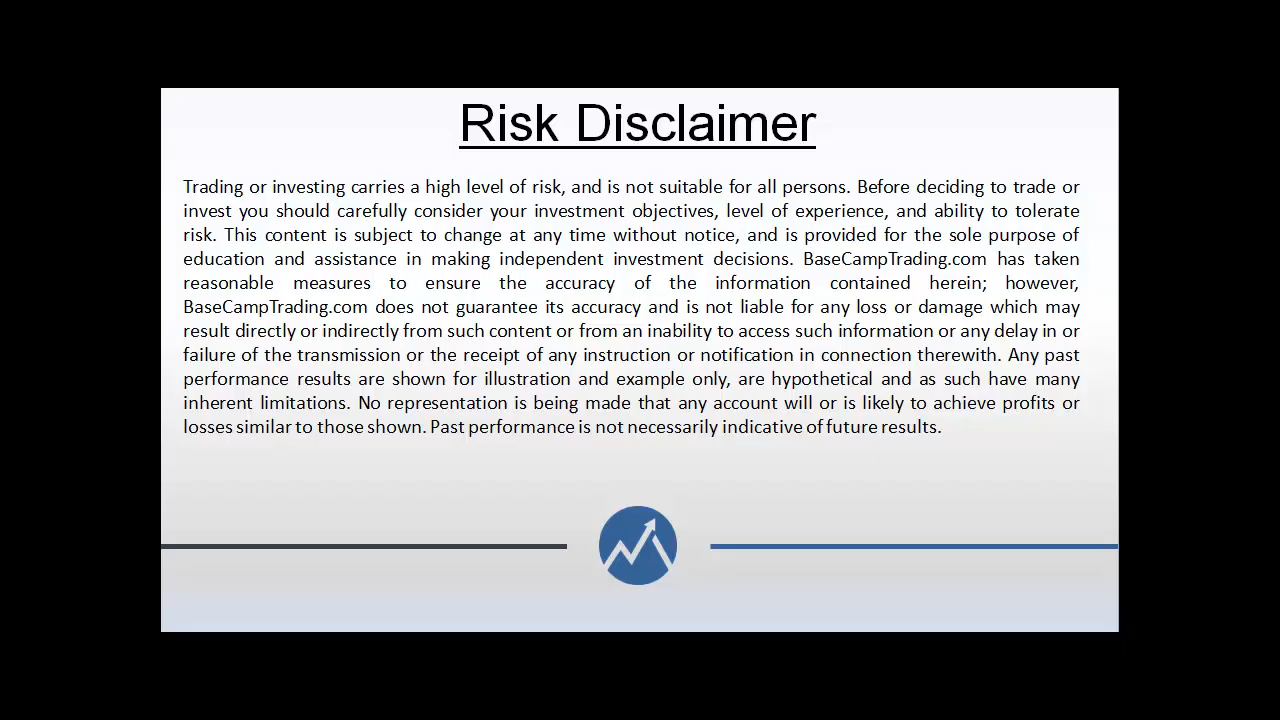 Risk Disclaimer
Trading or investing carries a high level of risk, and is not suitable for all persons. Before deciding to trade or
invest you should carefully consider your investment objectives, level of experience, and ability to tolerate
risk. This content is subject to change at any time without notice, and is provided for the sole purpose of
education and assistance in making independent investment decisions. BaseCampTrading.com has taken
reasonable measures to ensure the accuracy of the information contained herein; however,
BaseCampTrading.com does not guarantee its accuracy and is not liable for any loss or damage which may
result directly or indirectly from such content or from an inability to access such information or any delay in or
failure of the transmission or the receipt of any instruction or notification in connection therewith. Any past
performance results are shown for illustration and example only, are hypothetical and as such have many
inherent limitations. No representation is being made that any account will or is likely to achieve profits or
losses similar to those shown. Past performance is not necessarily indicative of future results.